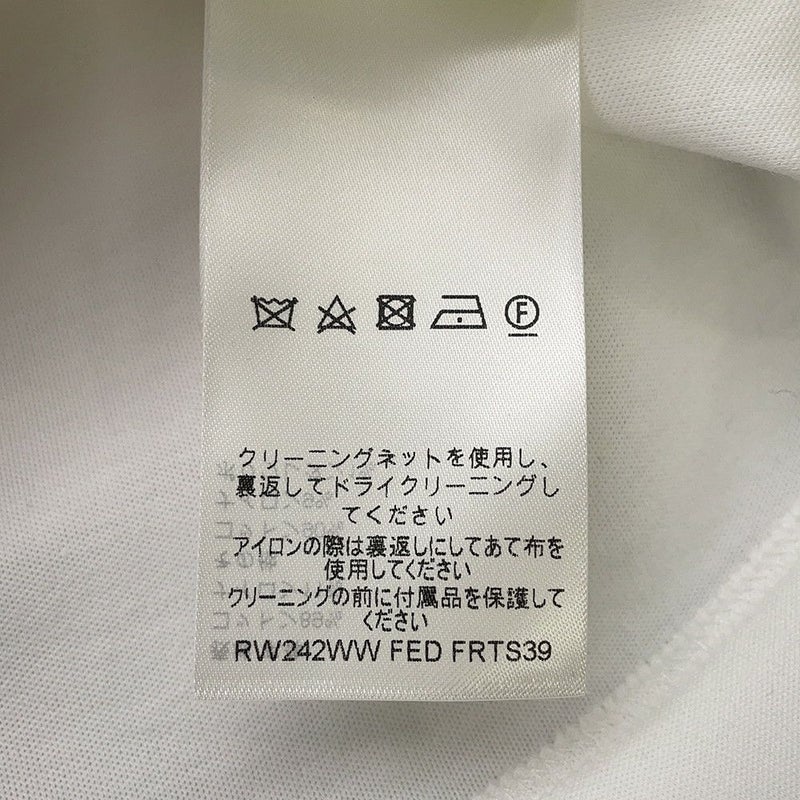 F
クリーニングネットを使用し、
裏返してドライクリーニングし
てください
アイロンの際は裏返しにしてあて布を
使用してください
クリーニングの前に付属品を保護して
ください
RW242WW FED FRTS39